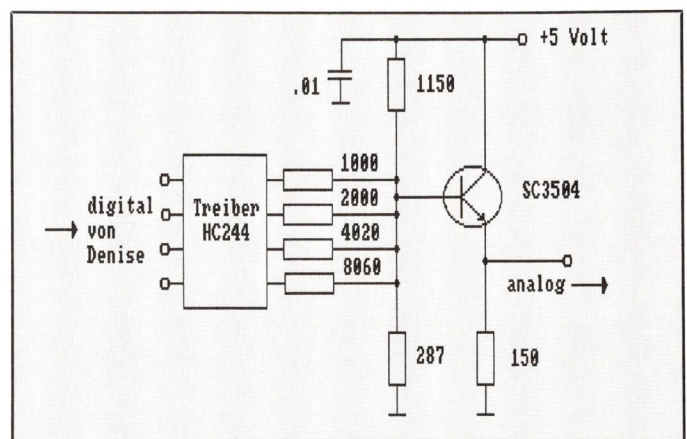 +5 Volt
.01
1150
1000
2000
4020
8060
digital
von
Denise
Treiber
HC244
SC3504
analog
287
150